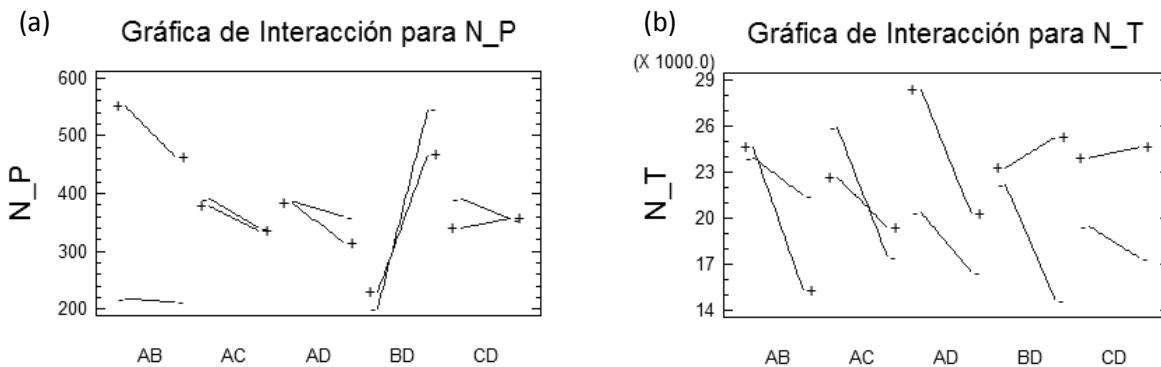 (a)
Gráfica de Interacción para N_P
600
500
400
300
200
N_P
AB AC AD BD CD
(b)
Gráfica de Interacción para N_T
(X 1000.0)
29
26
23
20
17
14
N_T
AB AC AD BD CD